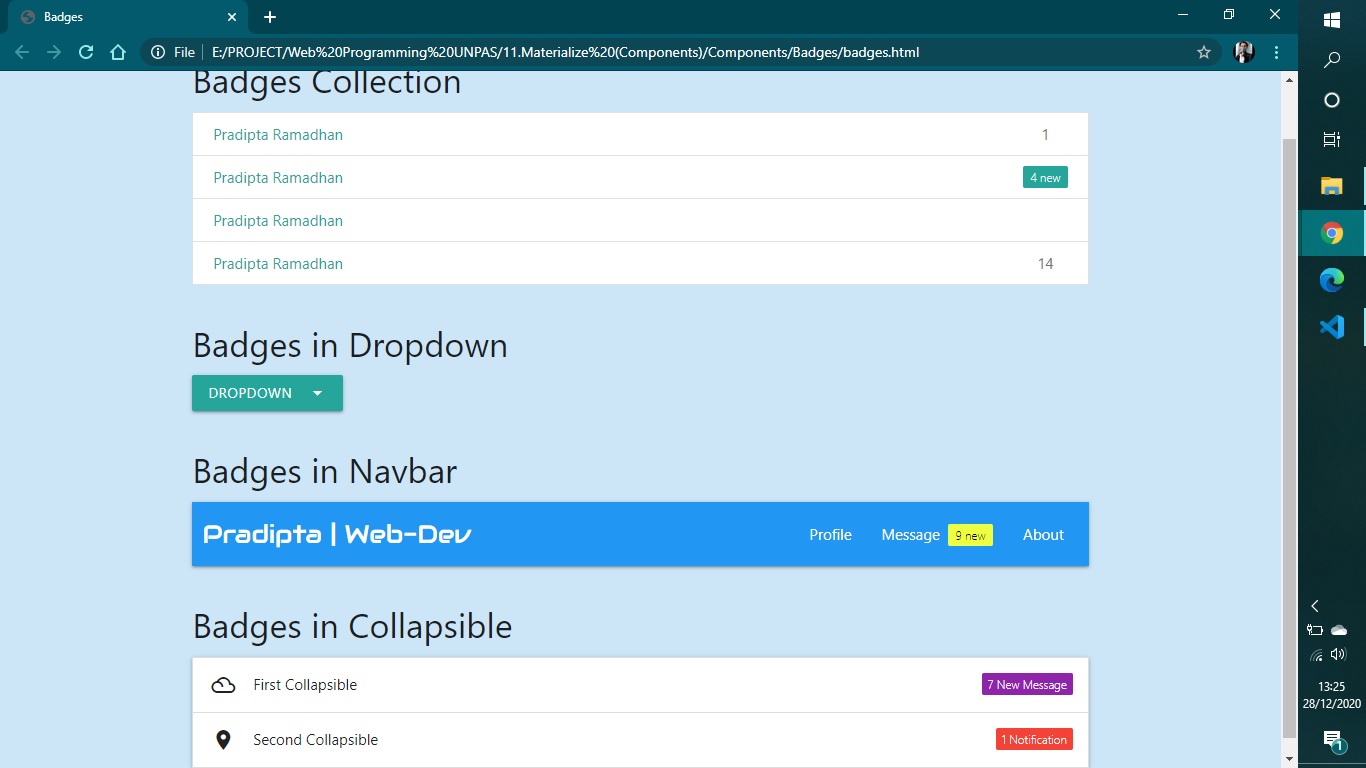 Badges
File | E:/PROJECT/Web%20Programming%20UNPAS/11.Materialize%20(Components)/Components/Badges/badges.html
Badges Collection
Pradipta Ramadhan 1
Pradipta Ramadhan 4 new
Pradipta Ramadhan
Pradipta Ramadhan 14
Badges in Dropdown
DROPDOWN
Badges in Navbar
Pradipta | Web-Dev Profile Message 9 new About
Badges in Collapsible
First Collapsible 7 New Message
Second Collapsible 1 Notification
13:25
28/12/2020
1